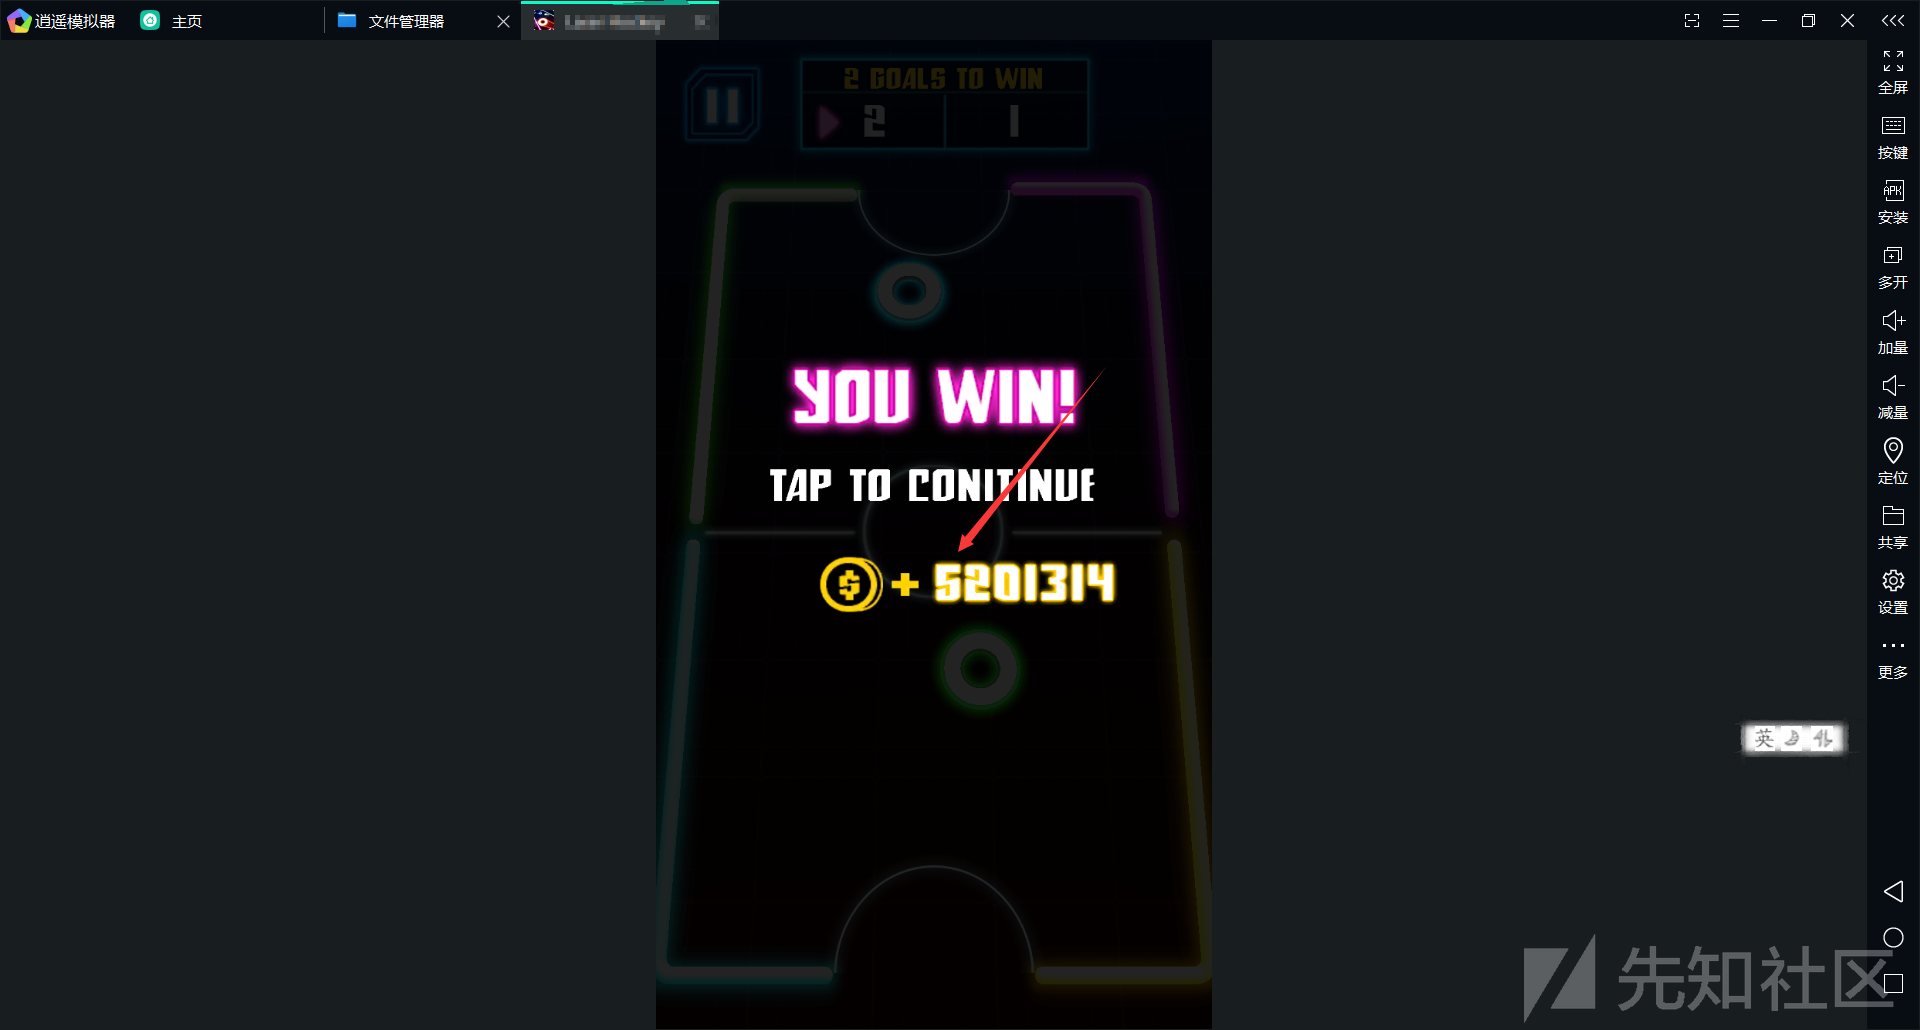 逍遥模拟器
主页
文件管理器
2 GOALS TO WIN
2
1
YOU WIN!
TAP TO CONITINUE
+ 5201314
全屏
按键
APK
安装
多开
加量
减量
定位
共享
设置
更多
英
先知社区